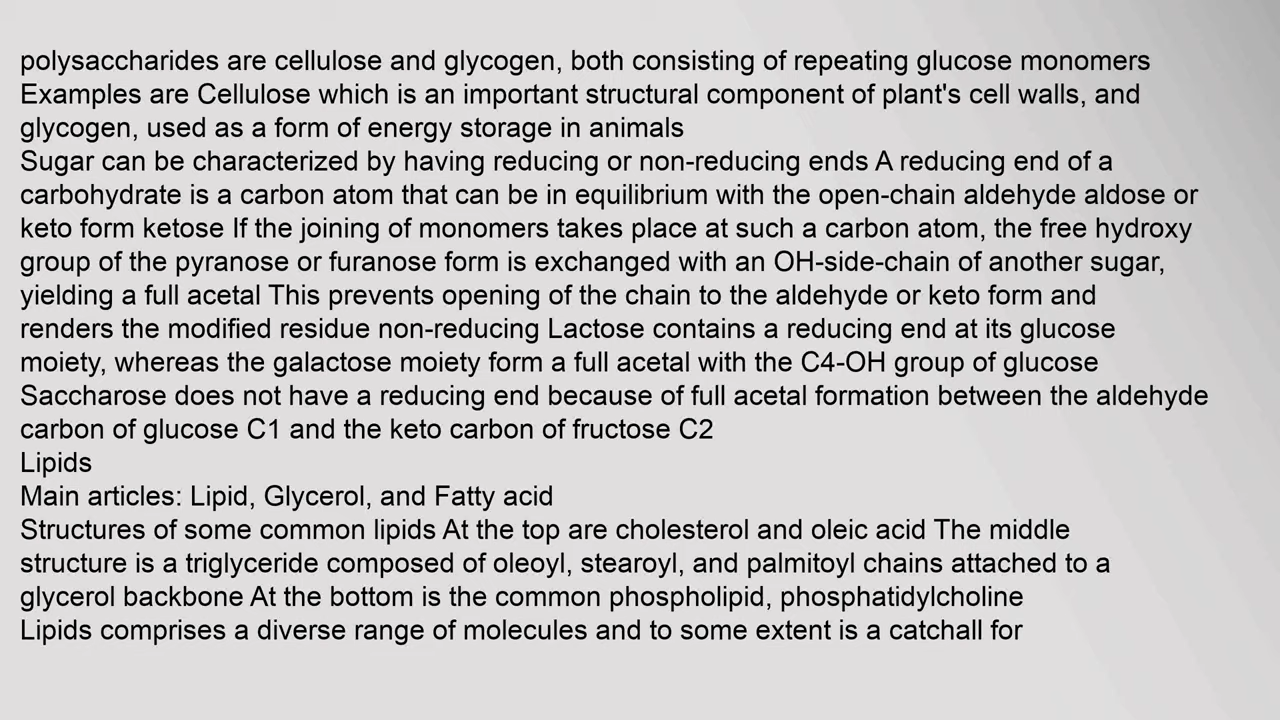 polysaccharides are cellulose and glycogen, both consisting of repeating glucose monomers
Examples are Cellulose which is an important structural component of plant's cell walls, and
glycogen, used as a form of energy storage in animals
Sugar can be characterized by having reducing or non-reducing ends A reducing end of a
carbohydrate is a carbon atom that can be in equilibrium with the open-chain aldehyde aldose or
keto form ketose If the joining of monomers takes place at such a carbon atom, the free hydroxy
group of the pyranose or furanose form is exchanged with an OH-side-chain of another sugar,
yielding a full acetal This prevents opening of the chain to the aldehyde or keto form and
renders the modified residue non-reducing Lactose contains a reducing end at its glucose
moiety, whereas the galactose moiety form a full acetal with the C4-OH group of glucose
Saccharose does not have a reducing end because of full acetal formation between the aldehyde
carbon of glucose C1 and the keto carbon of fructose C2
Lipids
Main articles: Lipid, Glycerol, and Fatty acid
Structures of some common lipids At the top are cholesterol and oleic acid The middle
structure is a triglyceride composed of oleoyl, stearoyl, and palmitoyl chains attached to a
glycerol backbone At the bottom is the common phospholipid, phosphatidylcholine
Lipids comprises a diverse range of molecules and to some extent is a catchall for